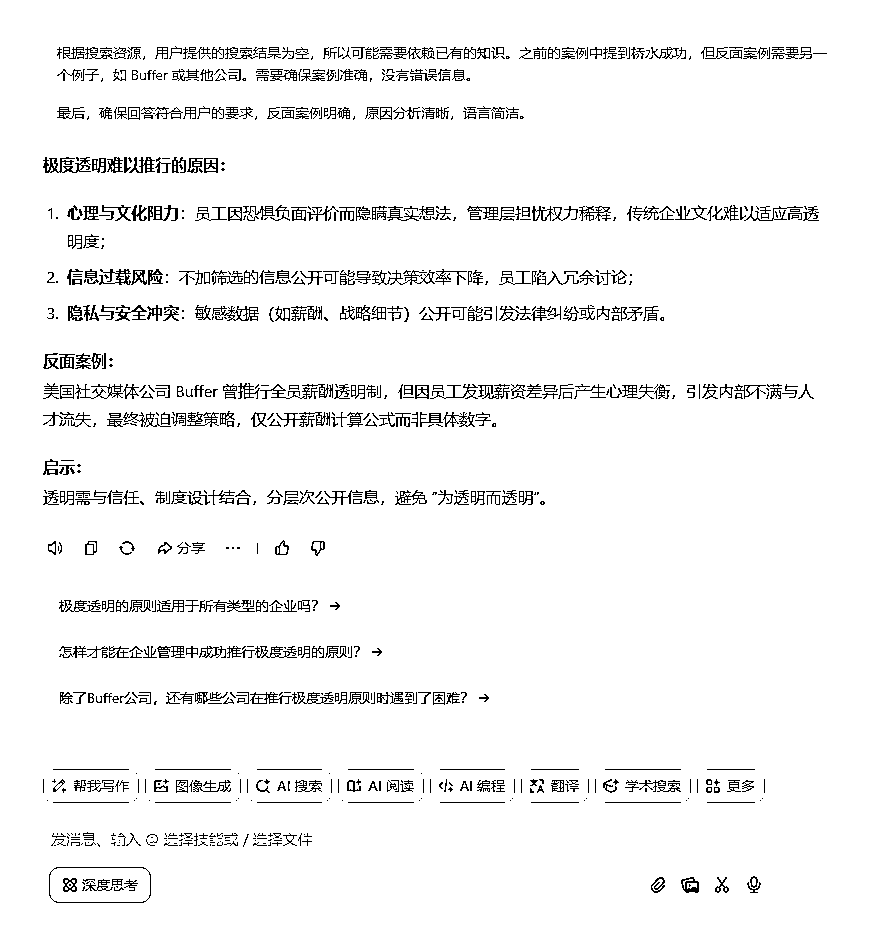 根据搜索资源，用户提供的搜索结果为空，所以可能需要依赖已有的知识。之前的案例中提到桥水成功，但反面案例需要另一
个例子，如 Buffer 或其他公司。需要确保案例准确，没有错误信息。
最后，确保回答符合用户的要求，反面案例明确，原因分析清晰，语言简洁。
极度透明难以推行的原因：
1. 心理与文化阻力：员工因恐惧负面评价而隐瞒真实想法，管理层担忧权力稀释，传统企业文化难以适应高透
明度；
2. 信息过载风险：不加筛选的信息公开可能导致决策效率下降，员工陷入冗余讨论；
3. 隐私与安全冲突：敏感数据（如薪酬、战略细节）公开可能引发法律纠纷或内部矛盾。
反面案例：
美国社交媒体公司 Buffer 曾推行全员薪酬透明制，但因员工发现薪资差异后产生心理失衡，引发内部不满与人
才流失，最终被迫调整策略，仅公开薪酬计算公式而非具体数字。
启示：
透明需与信任、制度设计结合，分层次公开信息，避免 “为透明而透明”。
分享
极度透明的原则适用于所有类型的企业吗？ →
怎样才能在企业管理中成功推行极度透明的原则？ →
除了Buffer公司，还有哪些公司在推行极度透明原则时遇到了困难？ →
帮我写作 图像生成 AI 搜索 AI 阅读 AI 编程 翻译 学术搜索 更多
发消息、输入 @ 选择技能或 / 选择文件
深度思考